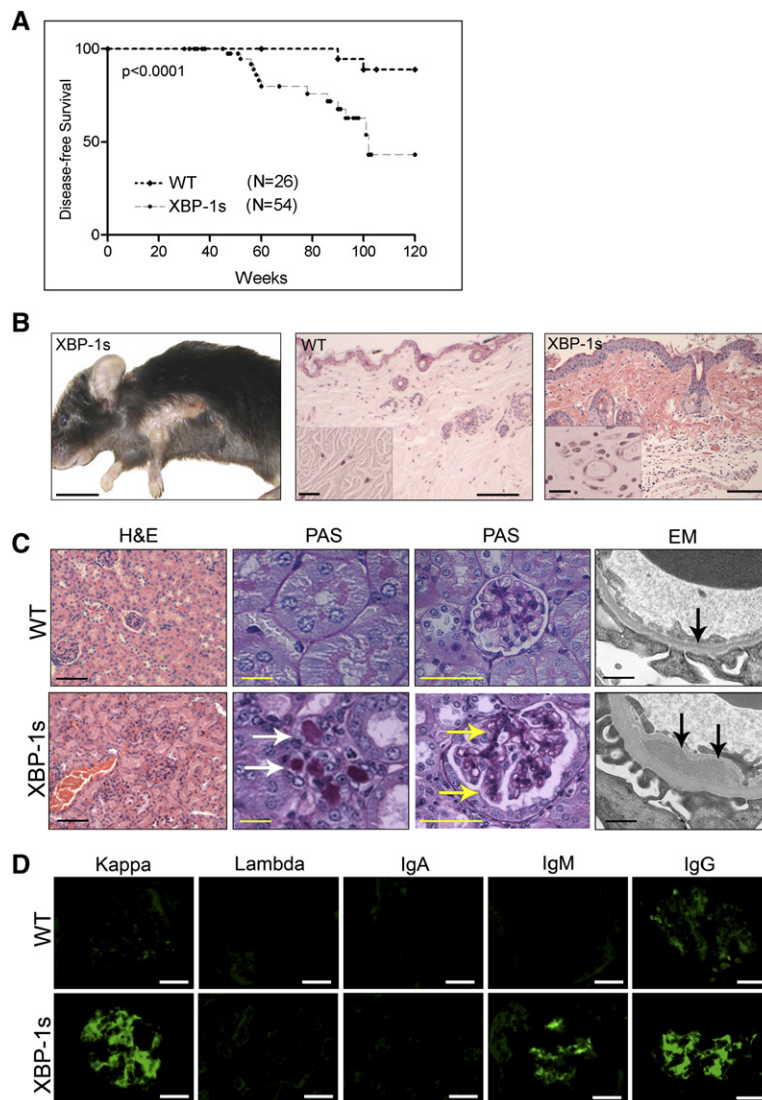 A
100
50
0
Disease-free Survival
p<0.0001
WT (N=26)
XBP-1s (N=54)
0 20 40 60 80 100 120
Weeks
B
XBP-1s
WT
XBP-1s
C
H&E PAS PAS EM
WT
XBP-1s
D
Kappa Lambda IgA IgM IgG
WT
XBP-1s